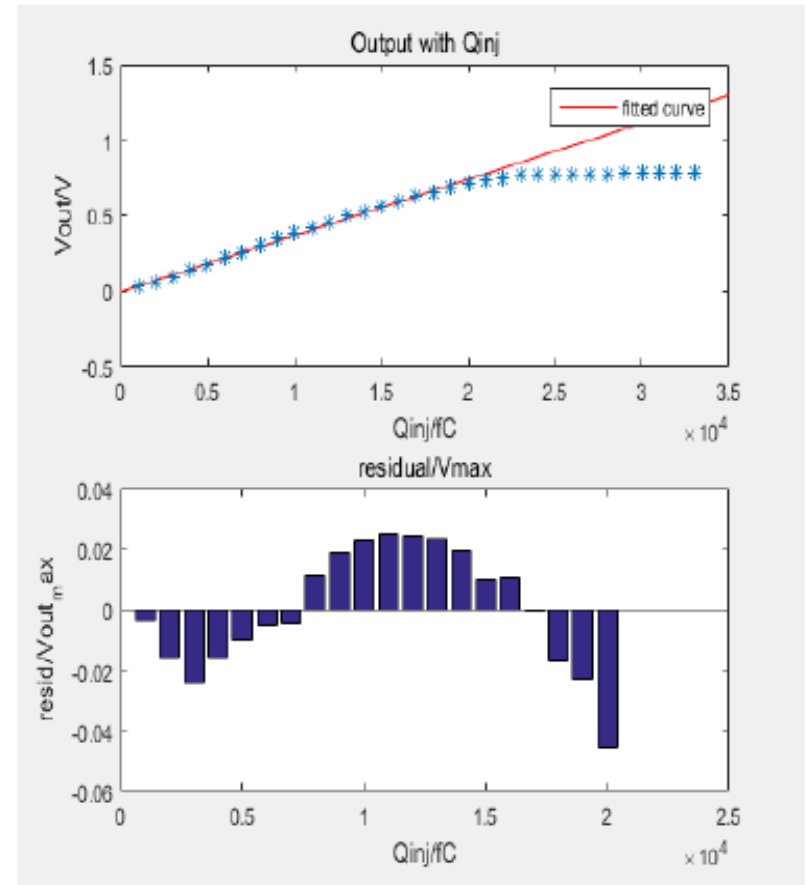 Output with Qinj
1.5
1
0.5
0
-0.5
Vout/V
fitted curve
0 0.5 1 1.5 2 2.5 3 3.5
Qinj/fC
× 10^4
residual/Vmax
0.04
0.02
0
-0.02
-0.04
-0.06
resid/Vout_max
0 0.5 1 1.5 2 2.5
Qinj/fC
× 10^4